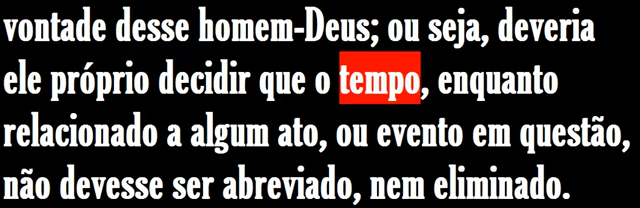 vontade desse homem-Deus; ou seja, deveria
ele próprio decidir que o tempo, enquanto
relacionado a algum ato, ou evento em questão,
não devesse ser abreviado, nem eliminado.